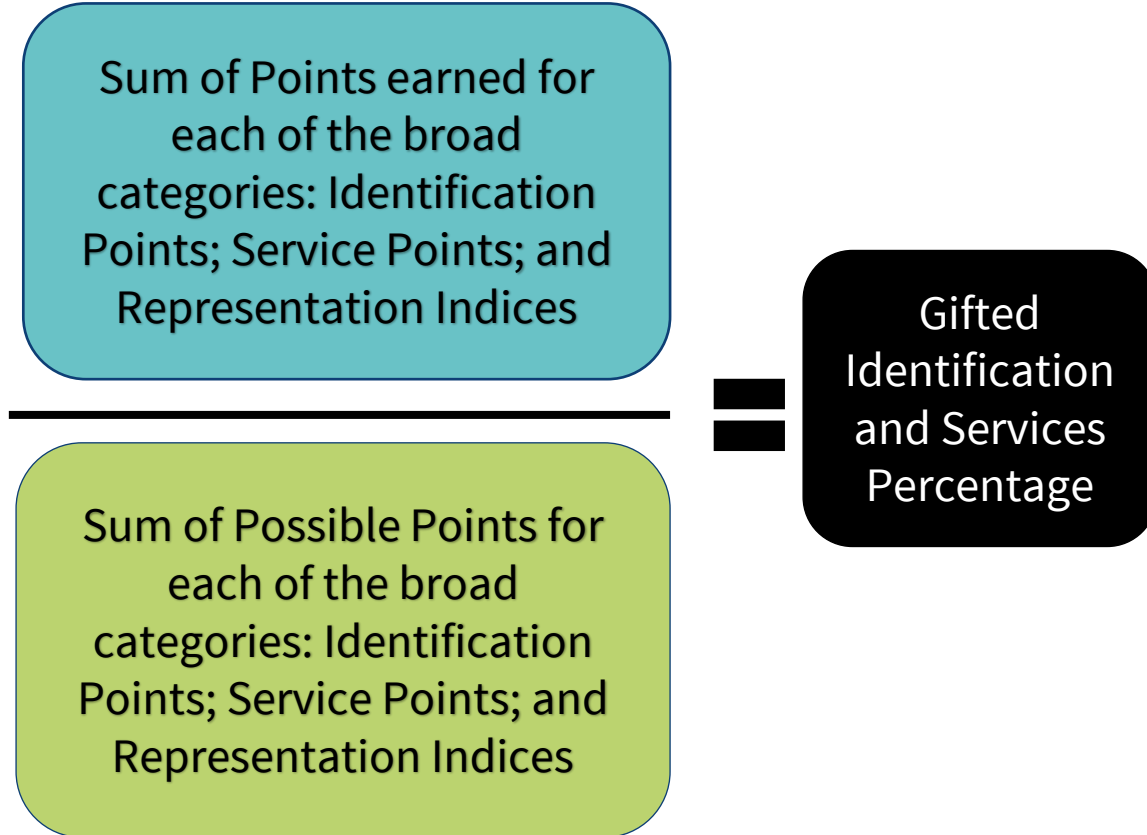 Sum of Points earned for
each of the broad
categories: Identification
Points; Service Points; and
Representation Indices
Sum of Possible Points for
each of the broad
categories: Identification
Points; Service Points; and
Representation Indices
=
Gifted
Identification
and Services
Percentage